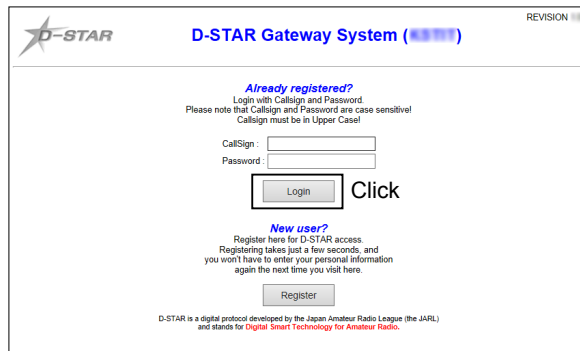 REVISION
D-STAR
D-STAR Gateway System ( )
Already registered?
Login with Callsign and Password.
Please note that Callsign and Password are case sensitive!
Callsign must be in Upper Case!
CallSign :
Password :
Login
Click
New user?
Register here for D-STAR access.
Registering takes just a few seconds, and
you won't have to enter your personal information
again the next time you visit here.
Register
D-STAR is a digital protocol developed by the Japan Amateur Radio League (the JARL)
and stands for Digital Smart Technology for Amateur Radio.